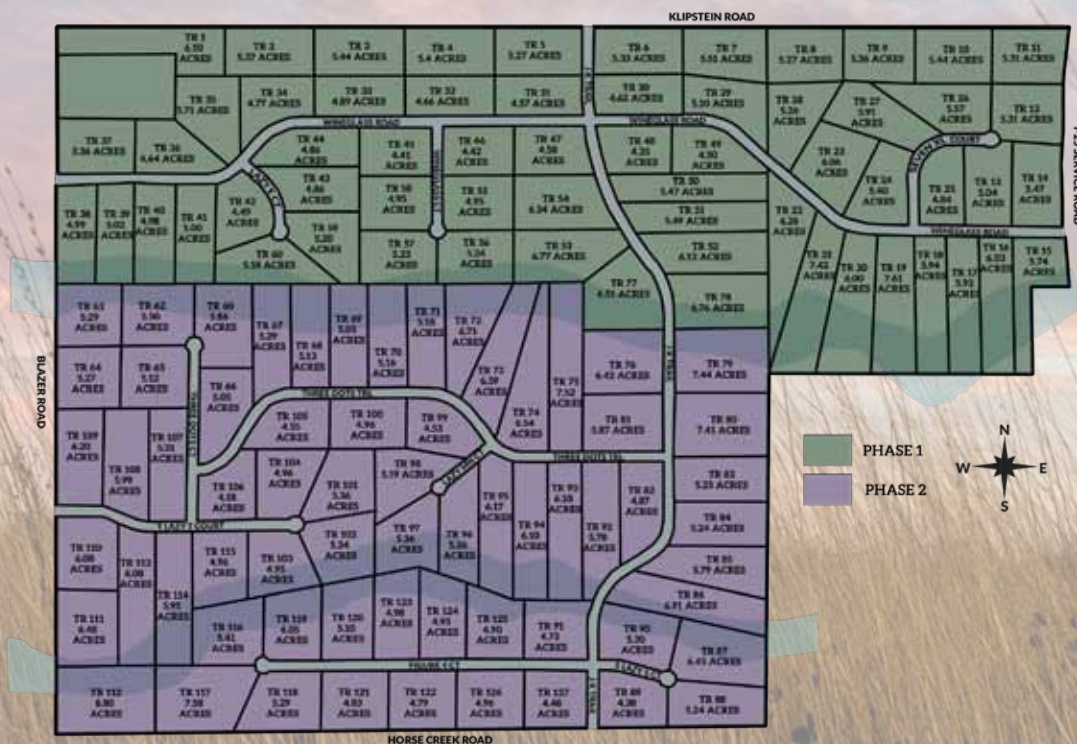 KLIPSTEIN ROAD
TR 1
6.50
ACRES
TR 2
5.37 ACRES
TR 3
5.64 ACRES
TR 4
5.4 ACRES
TR 5
5.27 ACRES
TR 6
5.33 ACRES
TR 7
5.55 ACRES
TR 8
5.27 ACRES
TR 9
5.36 ACRES
TR 10
5.44 ACRES
TR 11
5.31 ACRES
TR 35
5.71 ACRES
TR 34
4.77 ACRES
TR 33
4.89 ACRES
TR 32
4.66 ACRES
TR 31
4.57 ACRES
TR 30
4.62 ACRES
TR 29
5.20 ACRES
TR 28
5.26
ACRES
TR 27
5.91
ACRES
TR 26
5.57
ACRES
TR 12
5.31 ACRES
TR 37
5.36 ACRES
TR 36
6.64 ACRES
WINEGLASS ROAD
WINEGLASS ROAD
TR 44
4.86
ACRES
TR 45
4.41
ACRES
TR 46
4.42
ACRES
TR 47
4.58
ACRES
TR 48
4.35
ACRES
TR 49
4.50
ACRES
TR 23
6.06
ACRES
TR 24
5.40
ACRES
SEVEN XL COURT
TR 25
4.84
ACRES
TR 13
5.04
ACRES
TR 14
5.47
ACRES
TR 38
4.99
ACRES
TR 39
5.02
ACRES
TR 40
4.98
ACRES
TR 41
5.00
ACRES
TR 42
4.49
ACRES
TR 43
4.86
ACRES
TR 59
5.20
ACRES
TR 58
4.95
ACRES
TR 55
4.95
ACRES
TR 54
6.34 ACRES
TR 50
5.47 ACRES
TR 51
5.49 ACRES
TR 22
6.28
ACRES
WINEGLASS ROAD
TR 60
5.58 ACRES
TR 57
5.23
ACRES
TR 56
5.34
ACRES
TR 53
6.77 ACRES
TR 52
6.12 ACRES
TR 21
7.42
ACRES
TR 20
6.00
ACRES
TR 19
7.61
ACRES
TR 18
5.94
ACRES
TR 17
5.92
ACRES
TR 16
6.03
ACRES
TR 15
5.74
ACRES
TR 77
6.51 ACRES
TR 78
6.76 ACRES
TR 61
5.29
ACRES
TR 62
5.30
ACRES
5.86
ACRES
TR 67
5.29
ACRES
TR 68
5.13
ACRES
TR 69
5.05
ACRES
TR 70
5.16
ACRES
TR 71
5.18
ACRES
TR 72
6.71
ACRES
TR 73
6.39
ACRES
TR 74
6.54
ACRES
TR 75
7.52
ACRES
TR 76
6.42 ACRES
TR 79
7.44 ACRES
TR 64
5.27
ACRES
TR 65
5.12
ACRES
TR 66
5.05
ACRES
BLAZER ROAD
THREE DOTS TRL
TR 105
4.55
ACRES
TR 100
4.96
ACRES
TR 99
4.53
ACRES
TR 81
5.87 ACRES
TR 80
7.41 ACRES
TR 109
6.20
ACRES
TR 108
5.99
ACRES
TR 107
5.21
ACRES
TR 106
4.58
ACRES
TR 104
4.96
ACRES
TR 101
5.36
ACRES
TR 98
5.19 ACRES
THREE DOTS TRL
PHASE 1
PHASE 2
N
W
E
S
TR 95
6.17
ACRES
TR 94
6.10
ACRES
TR 93
ACRES
TR 92
5.78
ACRES
TR 82
4.87
ACRES
TR 83
5.23 ACRES
TR 84
5.24 ACRES
TR 85
5.79 ACRES
TR 86
6.91 ACRES
T LAZY T COURT
TR 110
6.08
ACRES
TR 113
6.08
ACRES
TR 114
5.95
ACRES
TR 115
4.96
ACRES
TR 103
4.95
ACRES
TR 102
5.34
ACRES
TR 97
5.36
ACRES
TR 96
5.36
ACRES
TR 111
6.48
ACRES
TR 116
5.41
ACRES
TR 119
6.05
ACRES
TR 120
5.10
ACRES
TR 123
4.98
ACRES
TR 124
4.95
ACRES
TR 125
4.90
ACRES
TR 91
4.73
ACRES
TR 90
5.30
ACRES
TR 87
6.45 ACRES
FIGURE 4 CT
TR 112
8.80
ACRES
TR 117
7.58
ACRES
TR 118
5.29
ACRES
TR 121
4.83
ACRES
TR 122
4.79
ACRES
TR 126
4.96
ACRES
TR 127
4.46
ACRES
TR 89
4.38
ACRES
TR 88
5.24 ACRES
HORSE CREEK ROAD